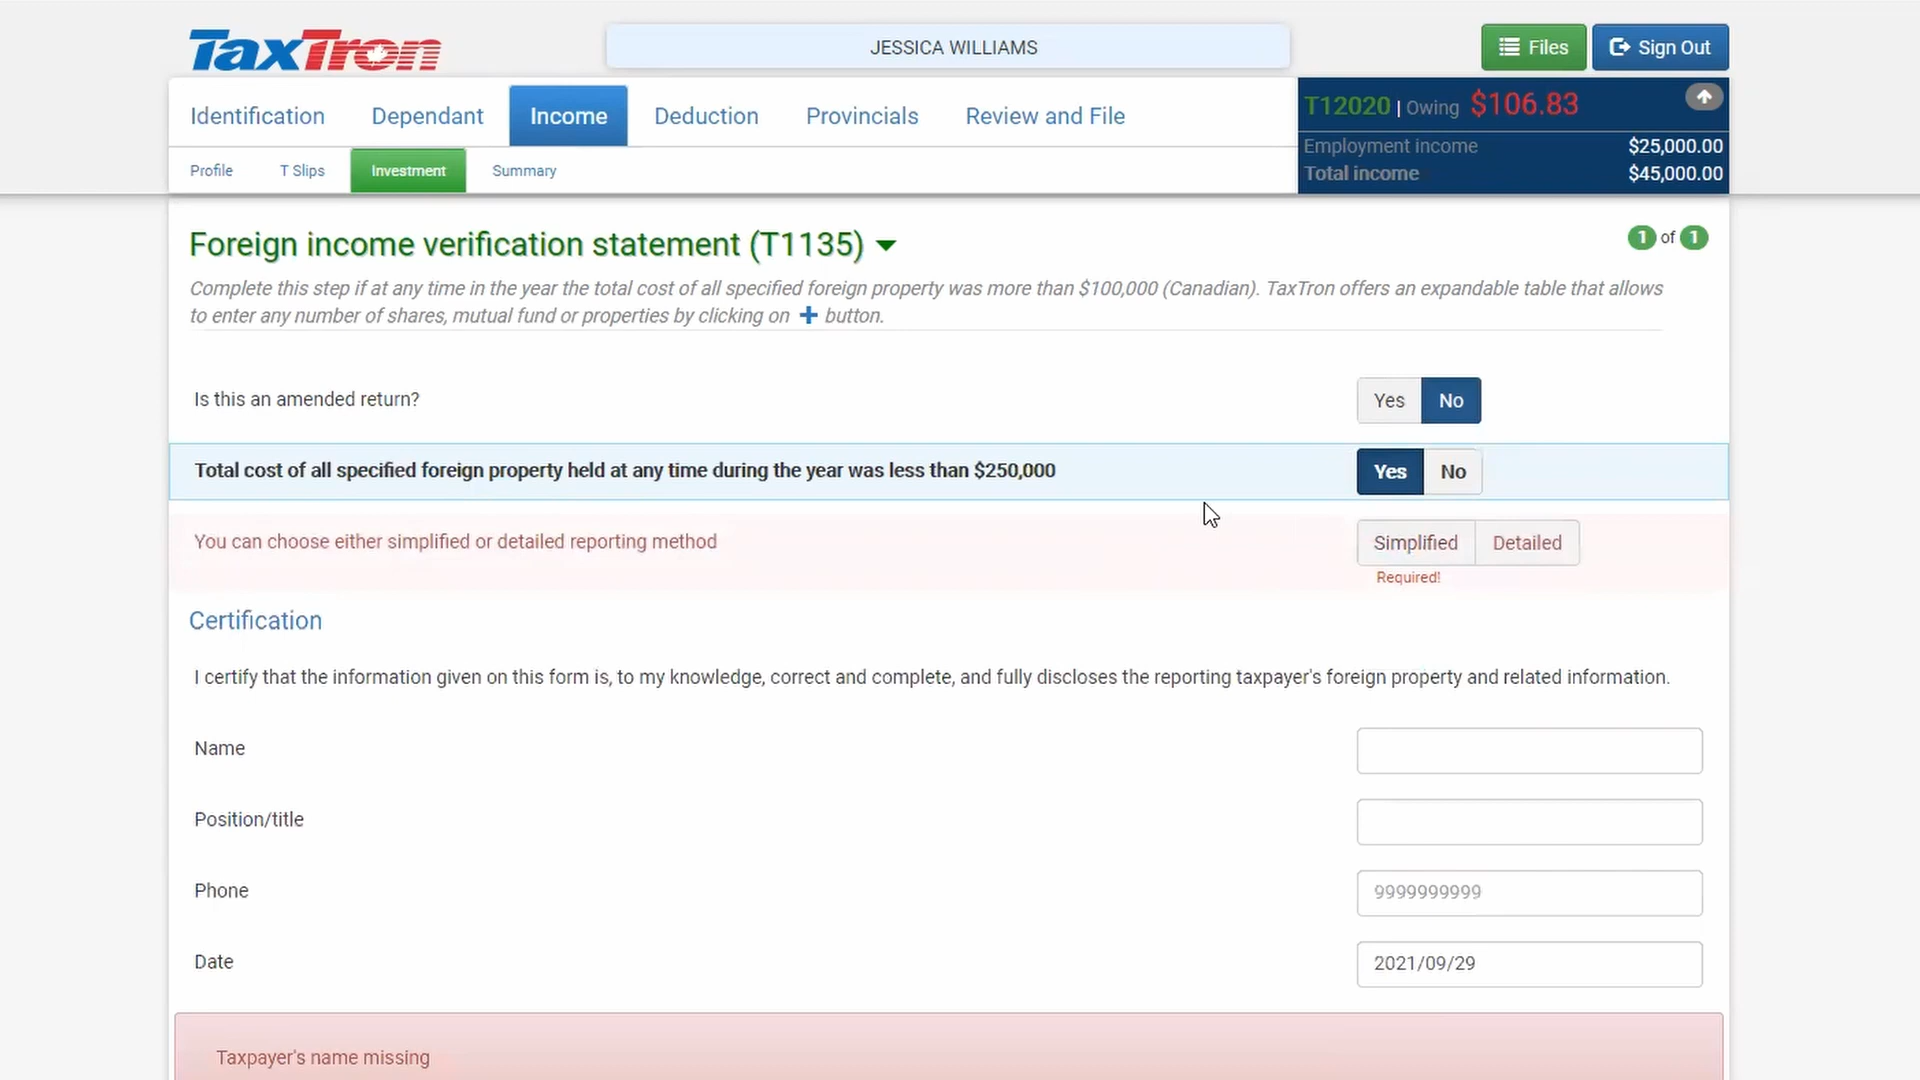 TaxTron
JESSICA WILLIAMS
Files
Sign Out
Identification
Dependant
Income
Deduction
Provincials
Review and File
T12020 | Owing $106.83
Employment income $25,000.00
Total income $45,000.00
Profile
T Slips
Investment
Summary
Foreign income verification statement (T1135)
1 of 1
Complete this step if at any time in the year the total cost of all specified foreign property was more than $100,000 (Canadian). TaxTron offers an expandable table that allows
to enter any number of shares, mutual fund or properties by clicking on + button.
Is this an amended return?
Yes No
Total cost of all specified foreign property held at any time during the year was less than $250,000
Yes No
You can choose either simplified or detailed reporting method
Simplified Detailed
Required!
Certification
I certify that the information given on this form is, to my knowledge, correct and complete, and fully discloses the reporting taxpayer's foreign property and related information.
Name
Position/title
Phone
9999999999
Date
2021/09/29
Taxpayer's name missing